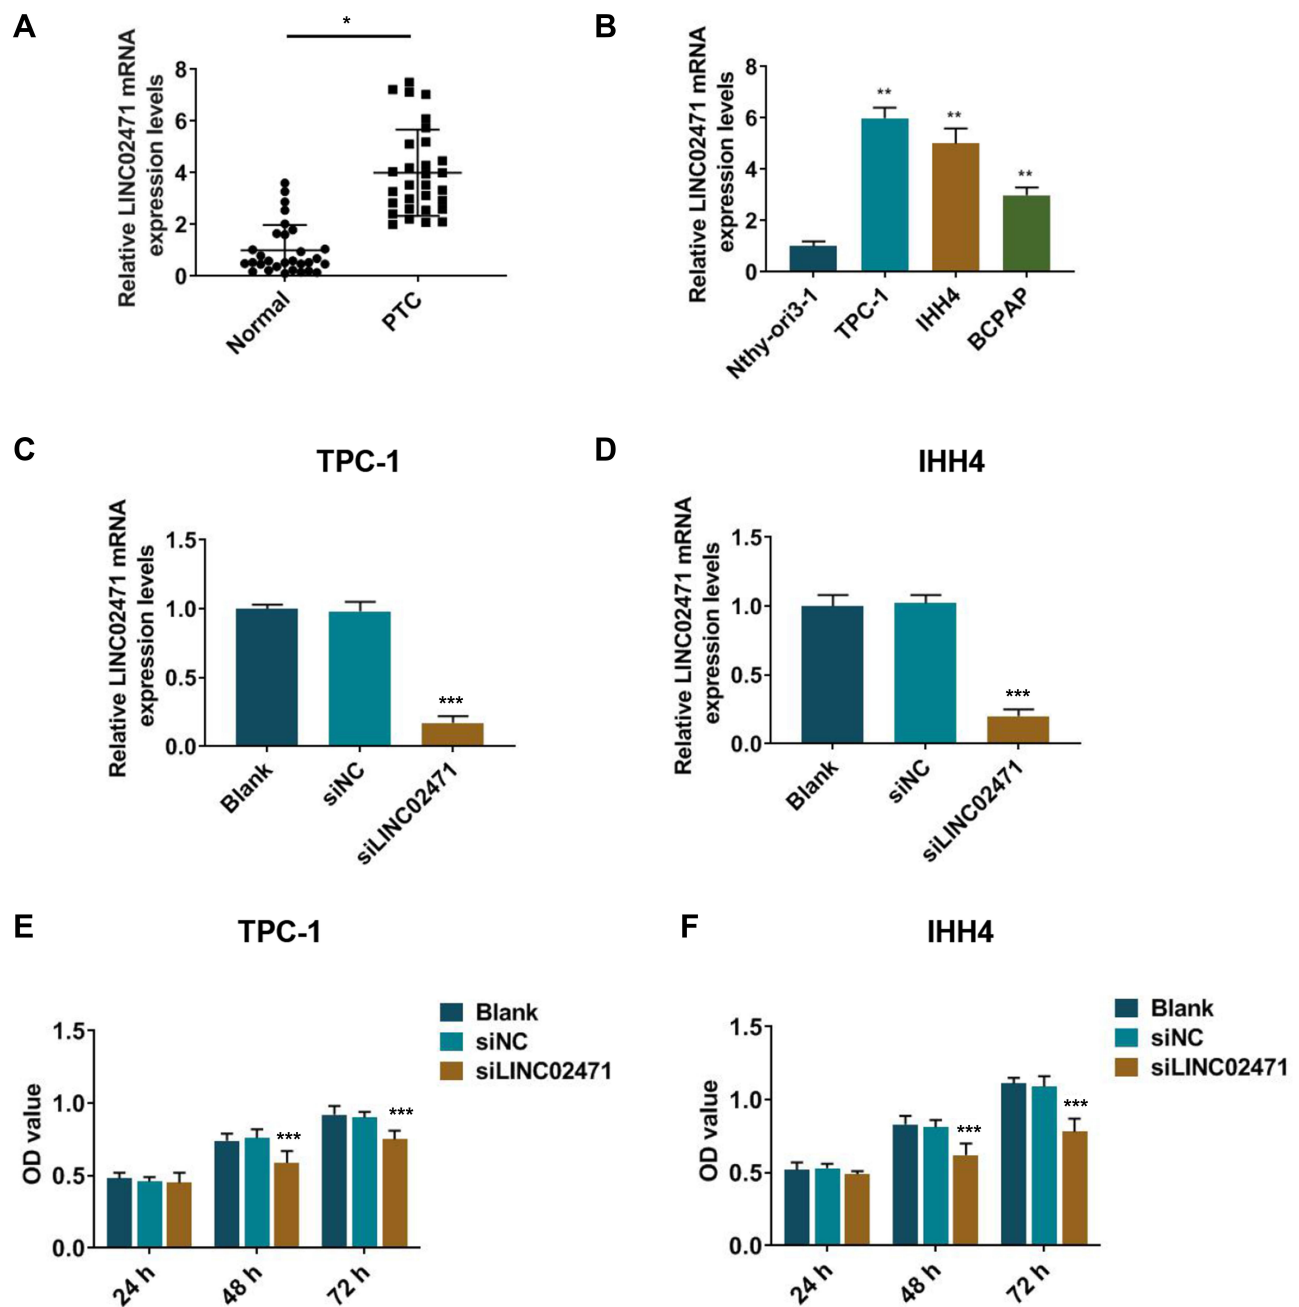 A
*
Relative LINC02471 mRNA
expression levels
8
6
4
2
0
Normal
PTC
B
Relative LINC02471 mRNA
expression levels
8
6
4
2
0
**
**
**
Nthy-ori3-1
TPC-1
IHH4
BCPAP
C
TPC-1
Relative LINC02471 mRNA
expression levels
1.5
1.0
0.5
0.0
***
Blank
siNC
siLINC02471
D
IHH4
Relative LINC02471 mRNA
expression levels
1.5
1.0
0.5
0.0
***
Blank
siNC
siLINC02471
E
TPC-1
Blank
siNC
siLINC02471
OD value
1.5
1.0
0.5
0.0
***
***
24 h
48 h
72 h
F
IHH4
Blank
siNC
siLINC02471
OD value
1.5
1.0
0.5
0.0
***
***
24 h
48 h
72 h